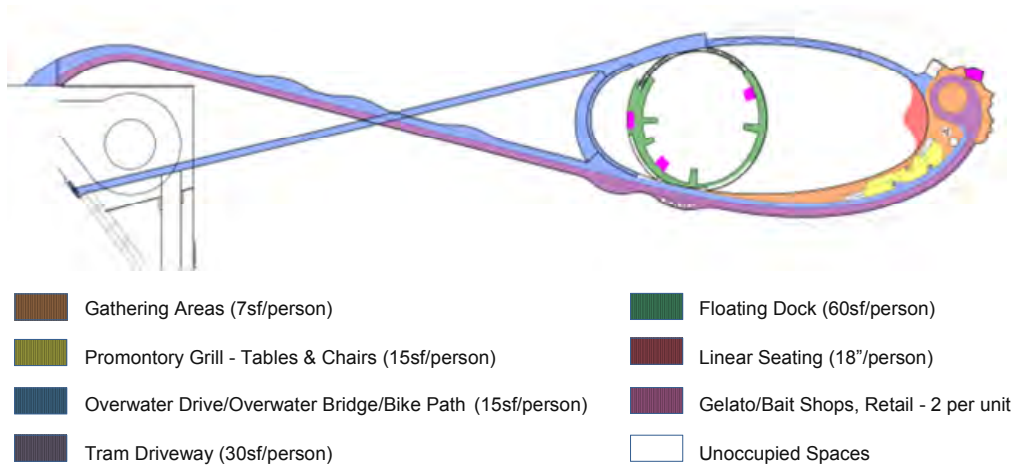 Gathering Areas (7sf/person)
Promontory Grill - Tables & Chairs (15sf/person)
Overwater Drive/Overwater Bridge/Bike Path (15sf/person)
Tram Driveway (30sf/person)
Floating Dock (60sf/person)
Linear Seating (18”/person)
Gelato/Bait Shops, Retail - 2 per unit
Unoccupied Spaces